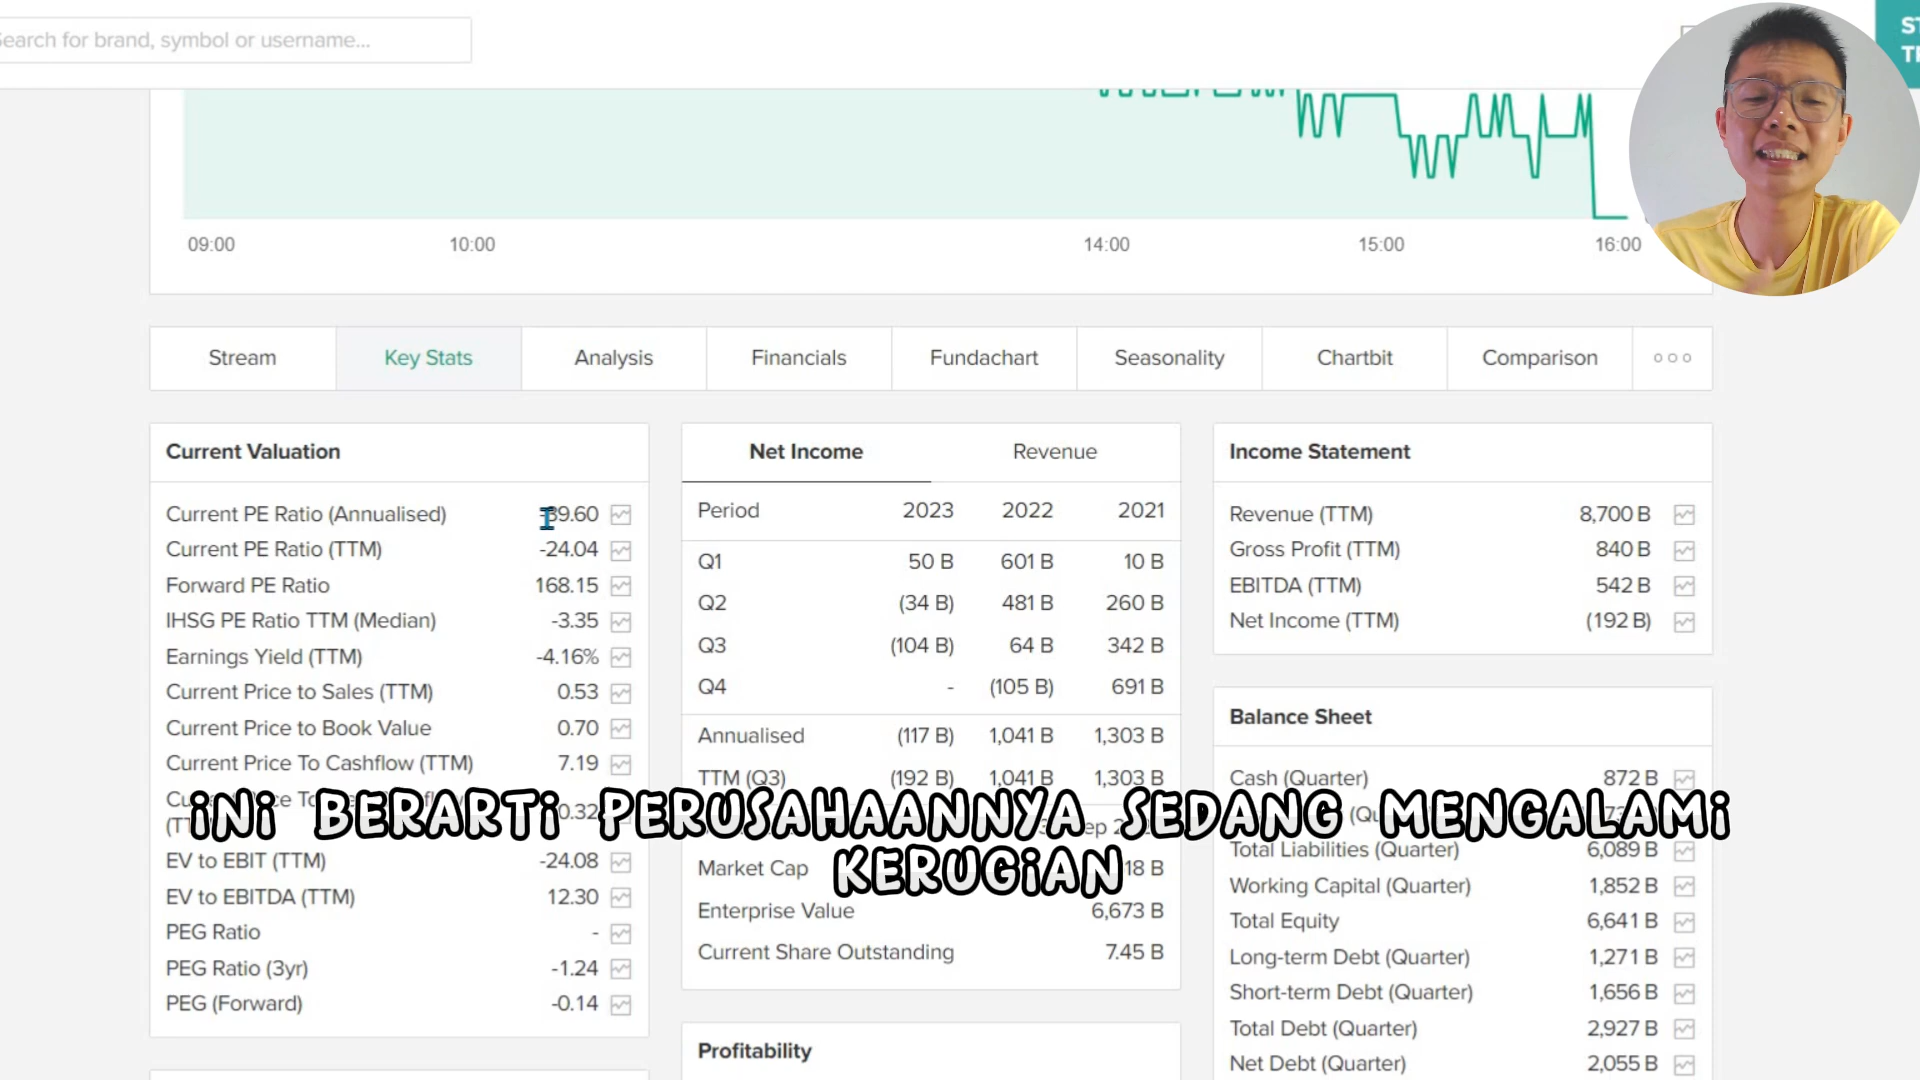 Search for brand, symbol or username...
09:00 10:00 14:00 15:00 16:00
Stream Key Stats Analysis Financials Fundachart Seasonality Chartbit Comparison
Current Valuation
Current PE Ratio (Annualised) -39.60
Current PE Ratio (TTM) -24.04
Forward PE Ratio 168.15
IHSG PE Ratio TTM (Median) -3.35
Earnings Yield (TTM) -4.16%
Current Price to Sales (TTM) 0.53
Current Price to Book Value 0.70
Current Price To Cashflow (TTM) 7.19
EV to EBIT (TTM) -24.08
EV to EBITDA (TTM) 12.30
PEG Ratio -
PEG Ratio (3yr) -1.24
PEG (Forward) -0.14
Net Income Revenue
Period 2023 2022 2021
Q1 50 B 601 B 10 B
Q2 (34 B) 481 B 260 B
Q3 (104 B) 64 B 342 B
Q4 - (105 B) 691 B
Annualised (117 B) 1,041 B 1,303 B
TTM (Q3) (192 B) 1,041 B 1,303 B
Market Cap
Enterprise Value 6,673 B
Current Share Outstanding 7.45 B
Profitability
Income Statement
Revenue (TTM) 8,700 B
Gross Profit (TTM) 840 B
EBITDA (TTM) 542 B
Net Income (TTM) (192 B)
Balance Sheet
Cash (Quarter) 872 B
Total Liabilities (Quarter) 6,089 B
Working Capital (Quarter) 1,852 B
Total Equity 6,641 B
Long-term Debt (Quarter) 1,271 B
Short-term Debt (Quarter) 1,656 B
Total Debt (Quarter) 2,927 B
Net Debt (Quarter) 2,055 B
INI BERARTI PERUSAHAANNYA SEDANG MENGALAMI
KERUGIAN